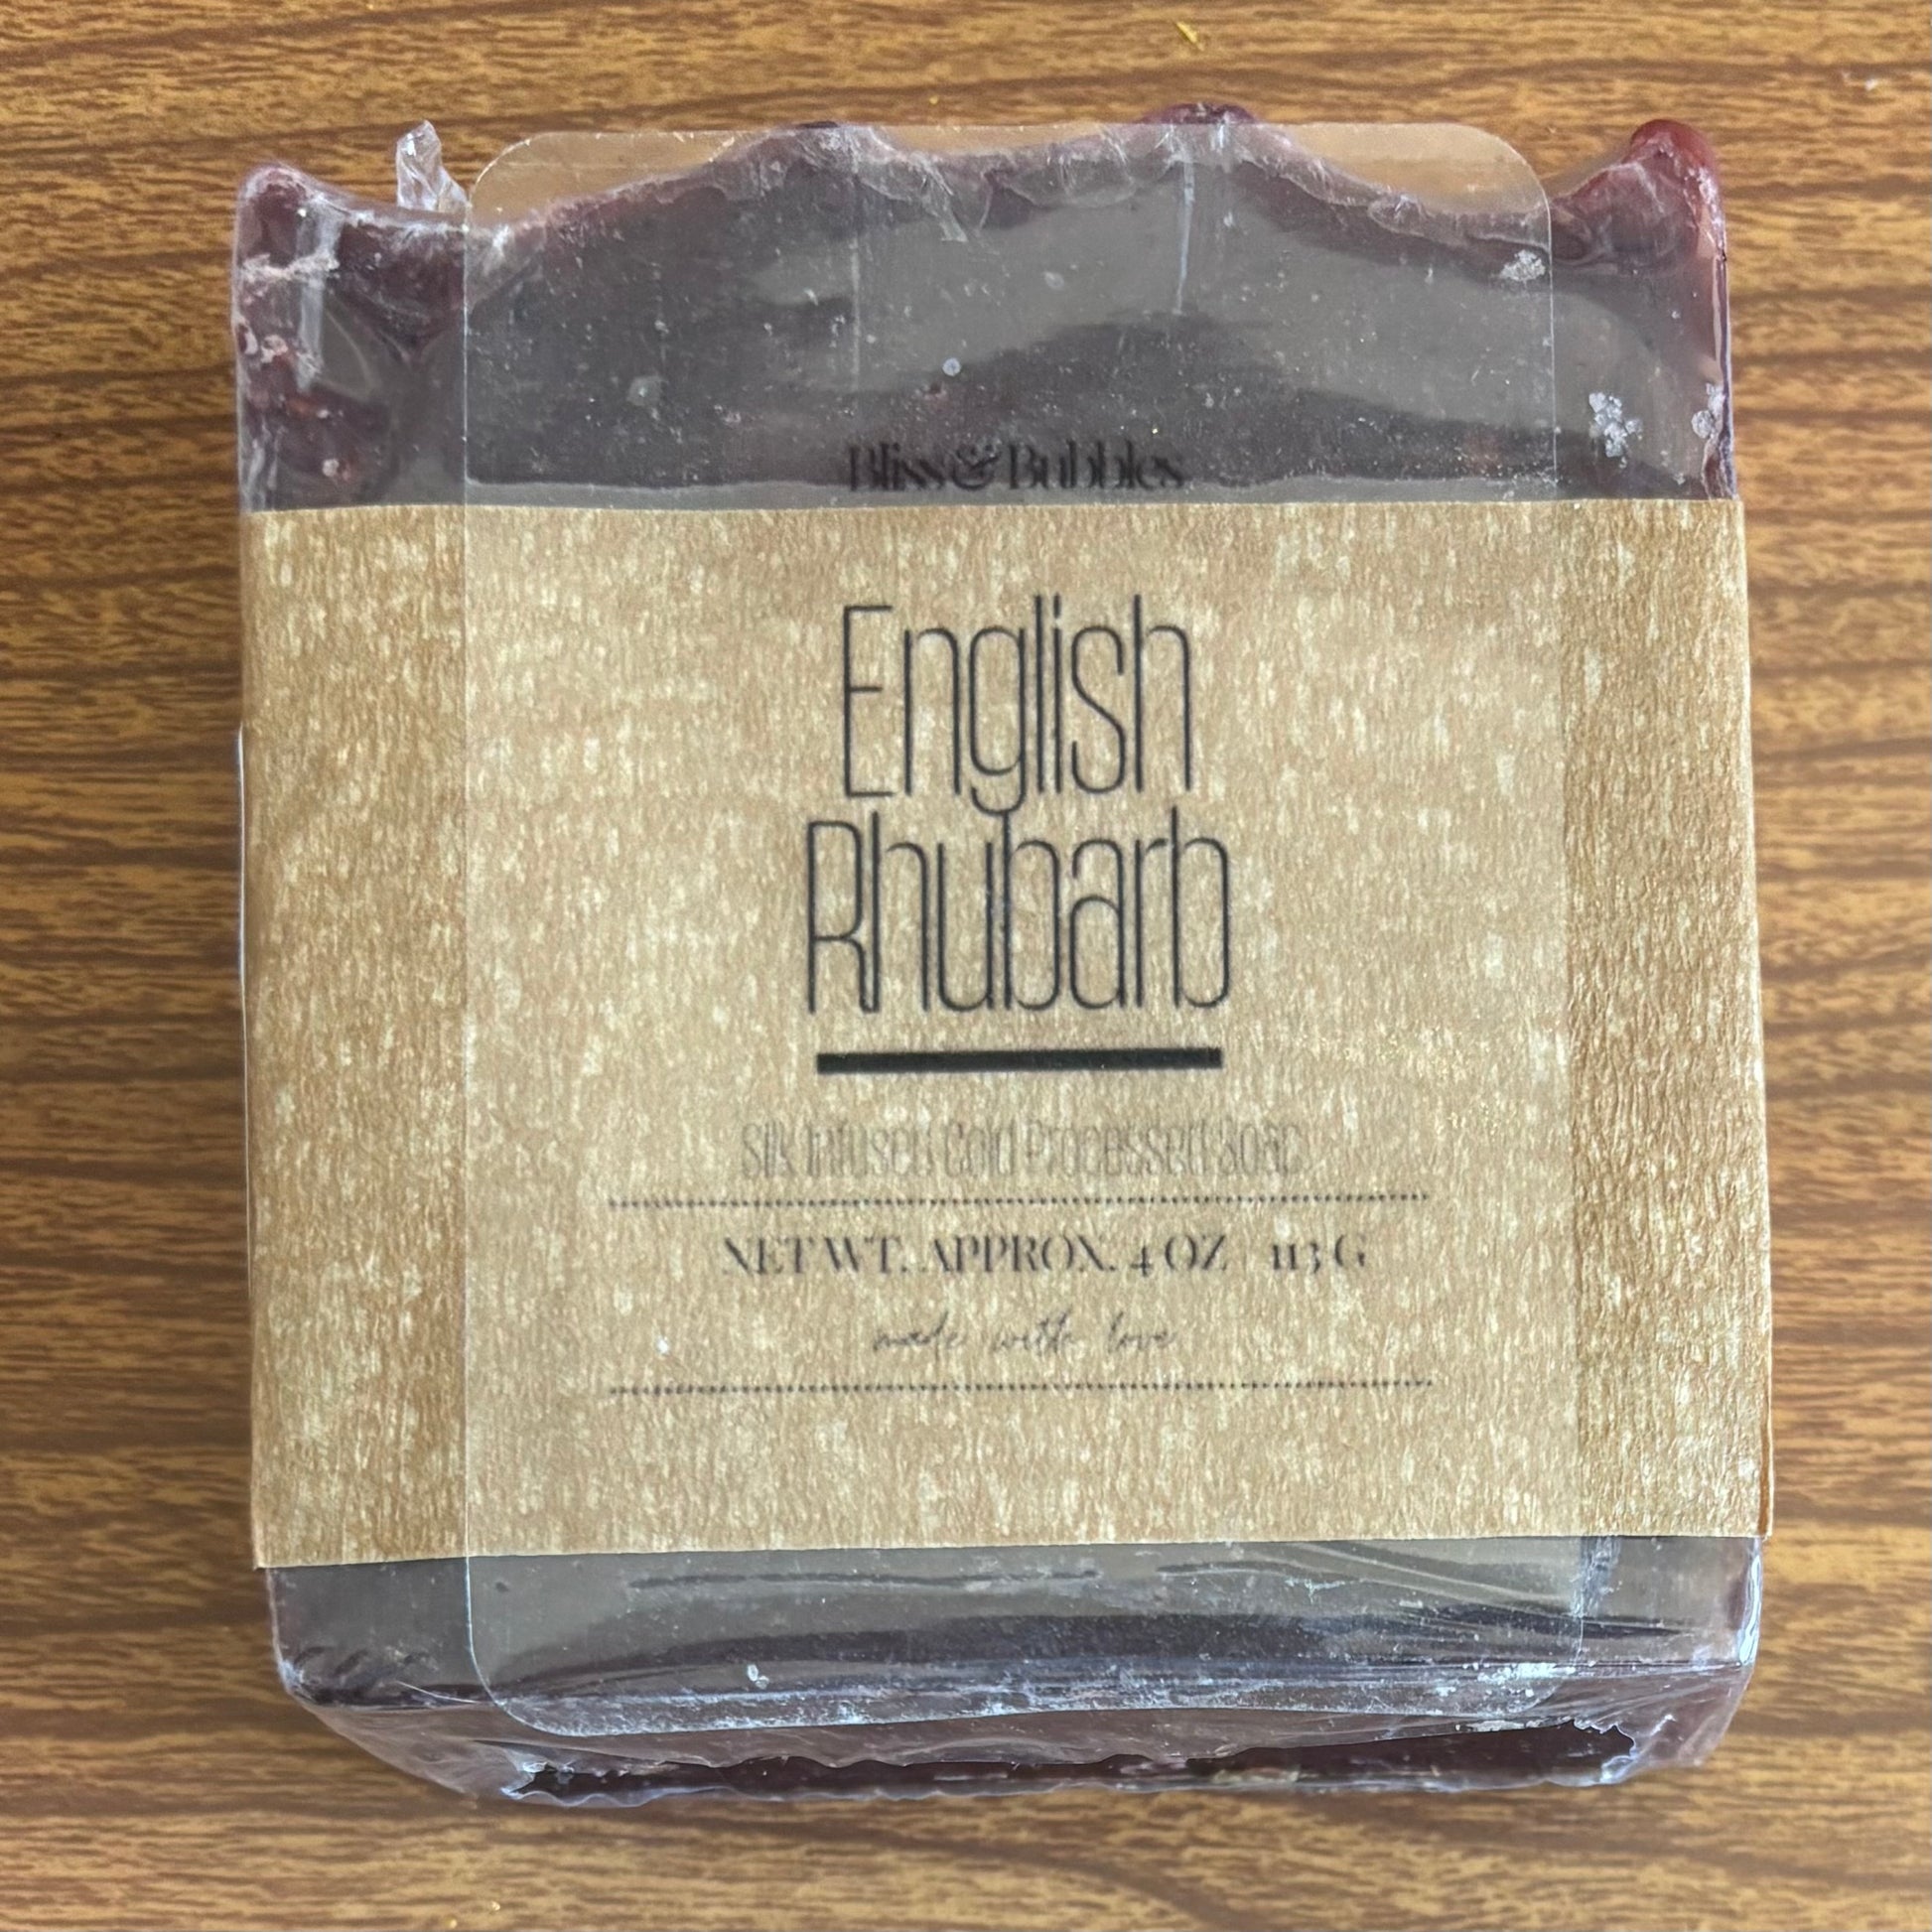 Bliss & Bubbles
English
Rhubarb
Silk Infused Cold Processed Soap
NET WT. APPROX. 4 OZ 113 G
made with love